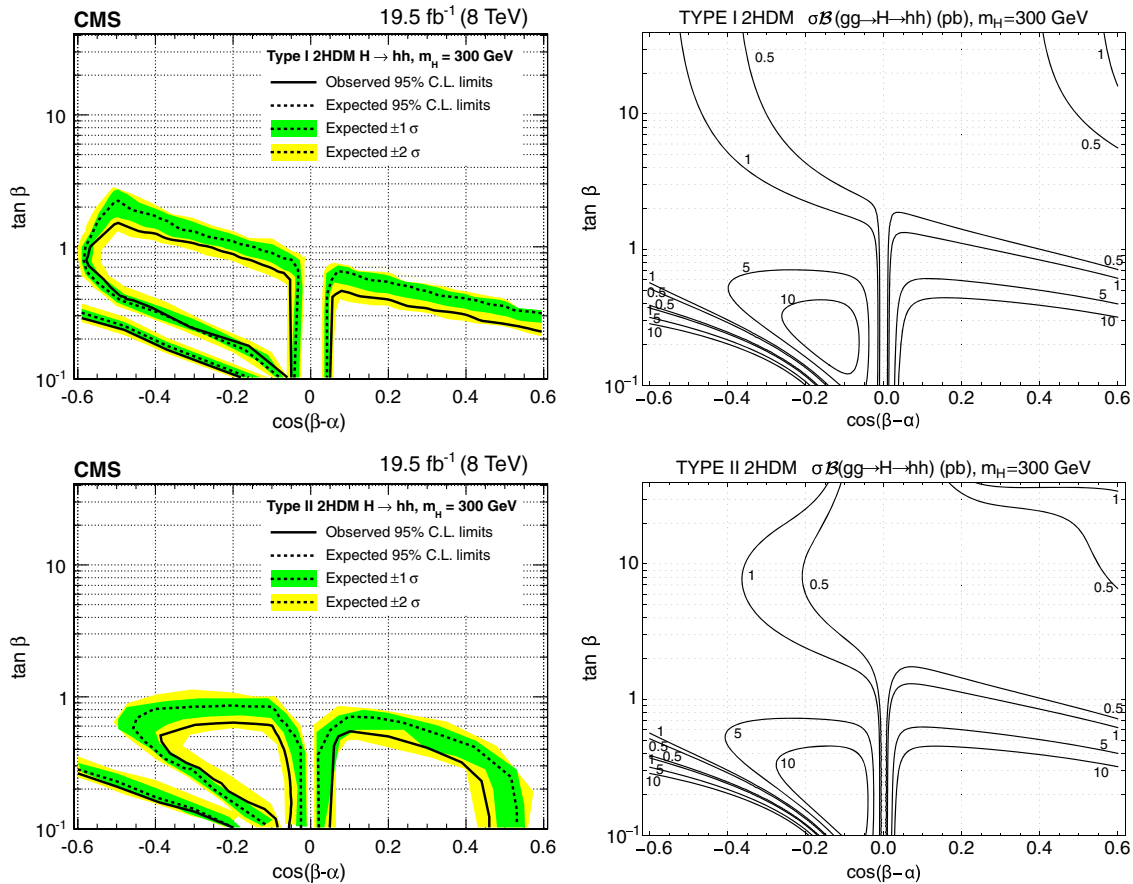 CMS
19.5 fb⁻¹ (8 TeV)
Type I 2HDM H → hh, m_H = 300 GeV
Observed 95% C.L. limits
Expected 95% C.L. limits
Expected ±1 σ
Expected ±2 σ
tan β
10
1
10⁻¹
-0.6 -0.4 -0.2 0 0.2 0.4 0.6
cos(β-α)
TYPE I 2HDM σB(gg→H→hh) (pb), m_H=300 GeV
tan β
10
1
10⁻¹
1
0.5
1
0.5
5
10
1
0.5
0.5
1
5
10
0.5
1
5
10
−0.6 −0.4 −0.2 0.0 0.2 0.4 0.6
cos(β−α)
CMS
19.5 fb⁻¹ (8 TeV)
Type II 2HDM H → hh, m_H = 300 GeV
Observed 95% C.L. limits
Expected 95% C.L. limits
Expected ±1 σ
Expected ±2 σ
tan β
10
1
10⁻¹
-0.6 -0.4 -0.2 0 0.2 0.4 0.6
cos(β-α)
TYPE II 2HDM σB(gg→H→hh) (pb), m_H=300 GeV
tan β
10
1
10⁻¹
1
0.5
1
0.5
5
10
1
0.5
0.5
1
5
10
0.5
1
5
10
−0.6 −0.4 −0.2 0.0 0.2 0.4 0.6
cos(β−α)